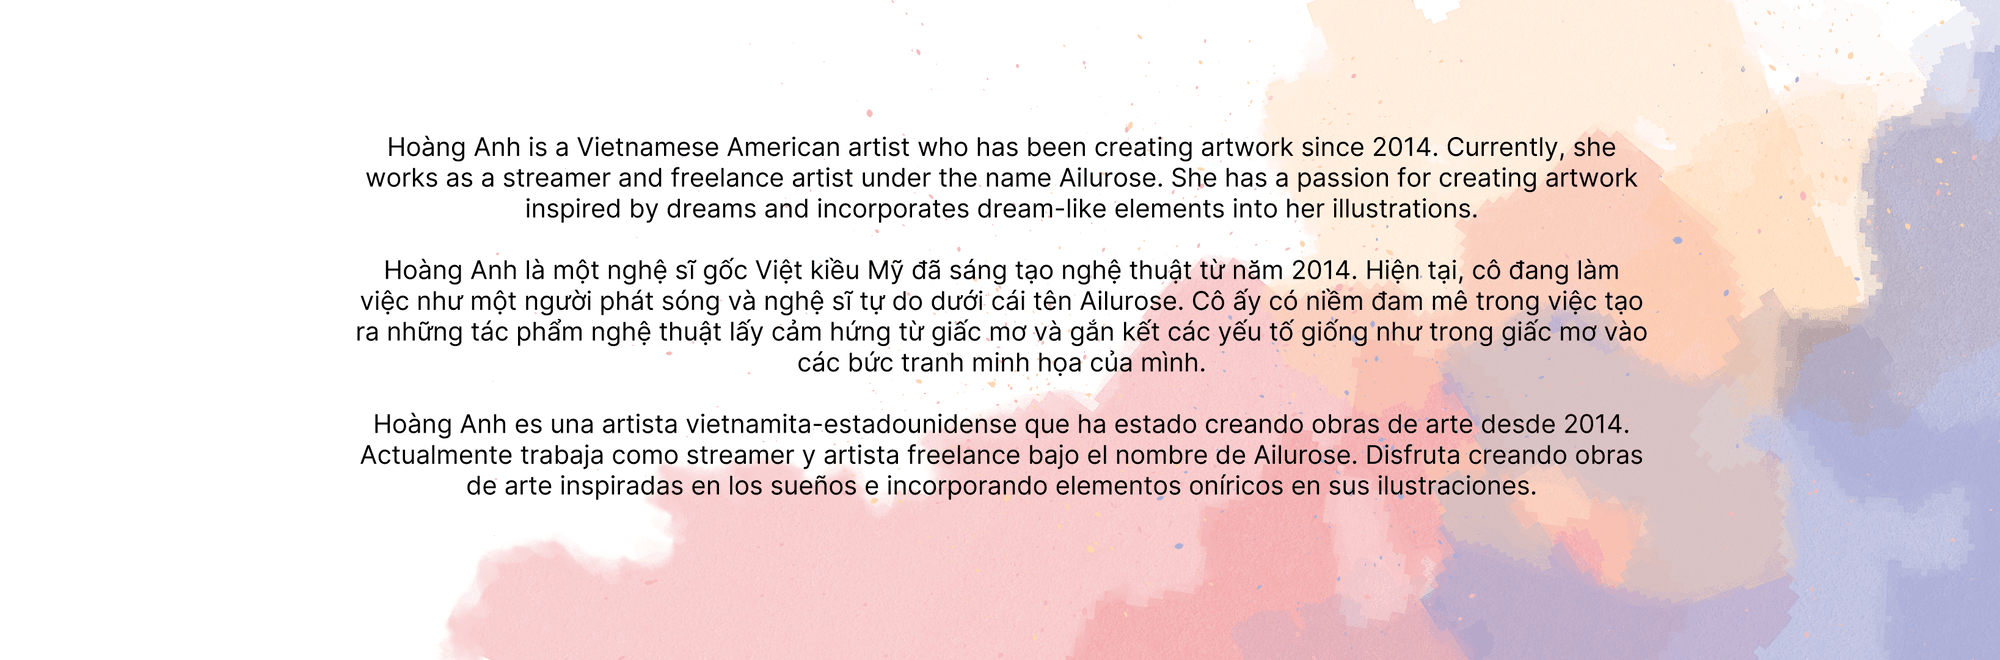 Hoàng Anh is a Vietnamese American artist who has been creating artwork since 2014. Currently, she
works as a streamer and freelance artist under the name Ailurose. She has a passion for creating artwork
inspired by dreams and incorporates dream-like elements into her illustrations.
Hoàng Anh là một nghệ sĩ gốc Việt kiều Mỹ đã sáng tạo nghệ thuật từ năm 2014. Hiện tại, cô đang làm
việc như một người phát sóng và nghệ sĩ tự do dưới cái tên Ailurose. Cô ấy có niềm đam mê trong việc tạo
ra những tác phẩm nghệ thuật lấy cảm hứng từ giấc mơ và gắn kết các yếu tố giống như trong giấc mơ vào
các bức tranh minh họa của mình.
Hoàng Anh es una artista vietnamita-estadounidense que ha estado creando obras de arte desde 2014.
Actualmente trabaja como streamer y artista freelance bajo el nombre de Ailurose. Disfruta creando obras
de arte inspiradas en los sueños e incorporando elementos oníricos en sus ilustraciones.